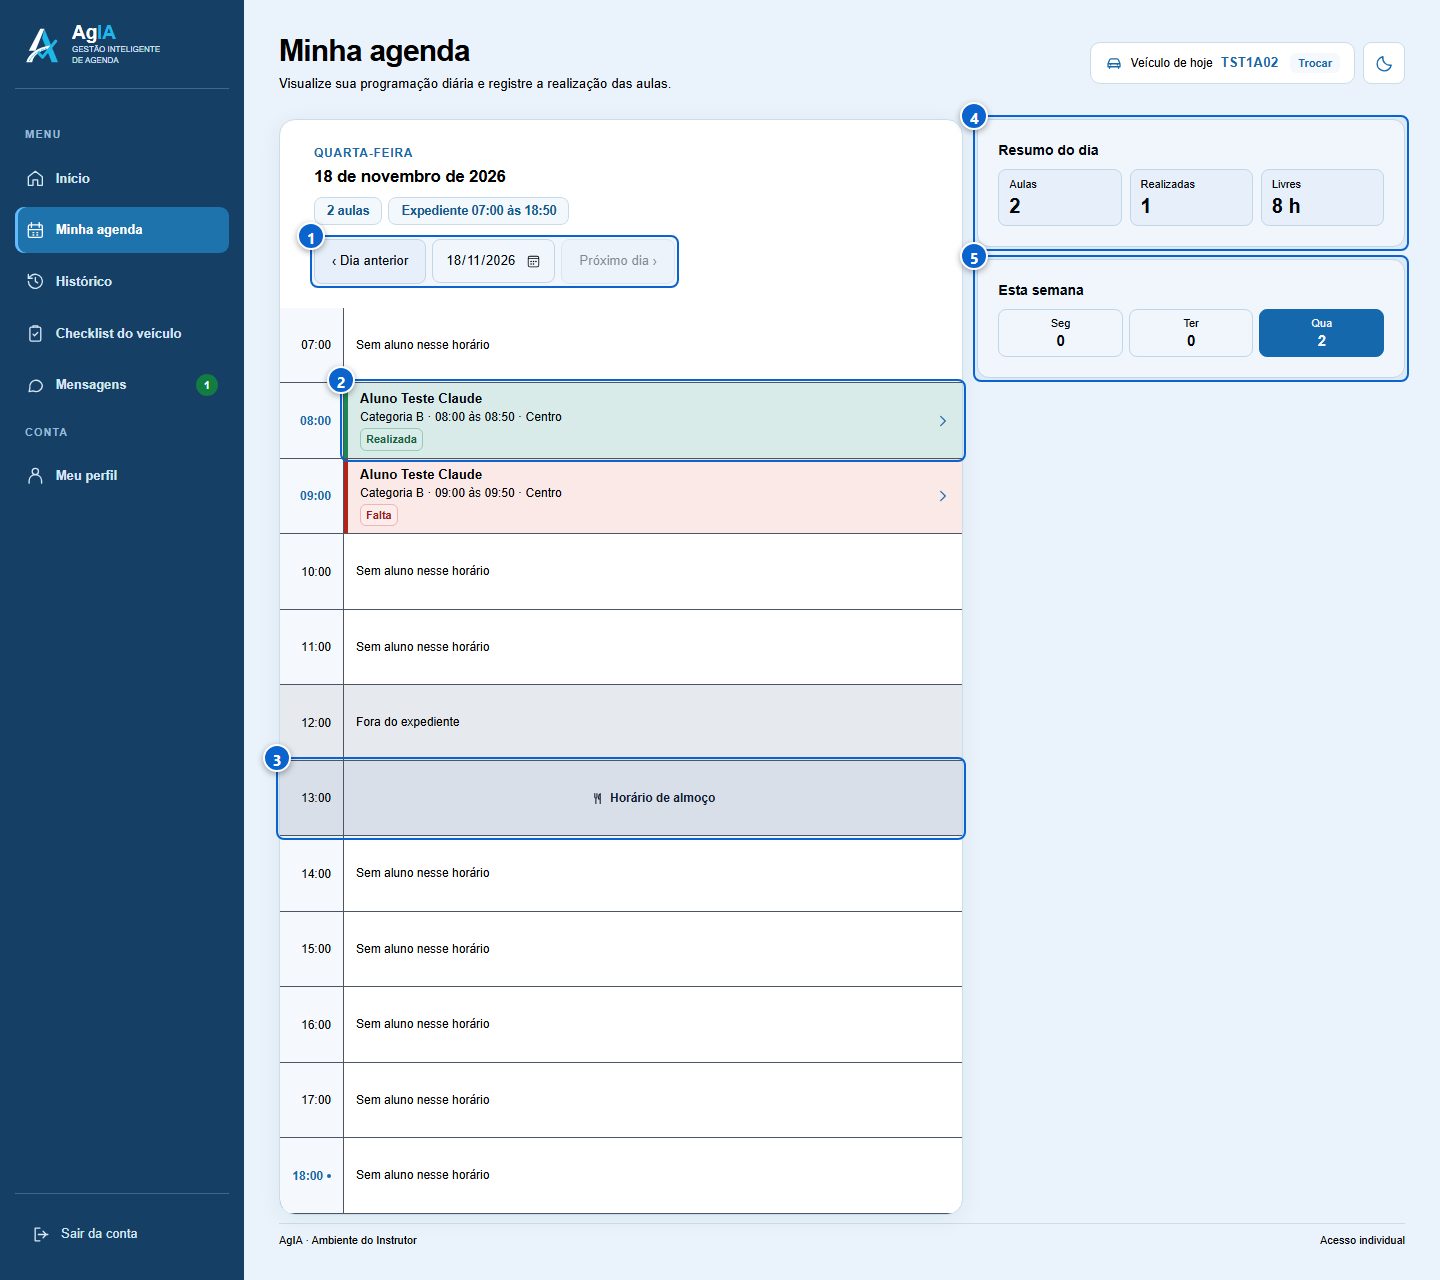 AgIA
GESTÃO INTELIGENTE
DE AGENDA
MENU
Início
Minha agenda
Histórico
Checklist do veículo
Mensagens 1
CONTA
Meu perfil
Sair da conta
Minha agenda
Visualize sua programação diária e registre a realização das aulas.
Veículo de hoje TST1A02 Trocar
QUARTA-FEIRA
18 de novembro de 2026
2 aulas Expediente 07:00 às 18:50
1
‹ Dia anterior 18/11/2026 Próximo dia ›
07:00 Sem aluno nesse horário
2
08:00 Aluno Teste Claude
Categoria B · 08:00 às 08:50 · Centro
Realizada
09:00 Aluno Teste Claude
Categoria B · 09:00 às 09:50 · Centro
Falta
10:00 Sem aluno nesse horário
11:00 Sem aluno nesse horário
12:00 Fora do expediente
3
13:00 Horário de almoço
14:00 Sem aluno nesse horário
15:00 Sem aluno nesse horário
16:00 Sem aluno nesse horário
17:00 Sem aluno nesse horário
18:00 • Sem aluno nesse horário
4
Resumo do dia
Aulas Realizadas Livres
2 1 8 h
5
Esta semana
Seg Ter Qua
0 0 2
AgIA · Ambiente do Instrutor Acesso individual